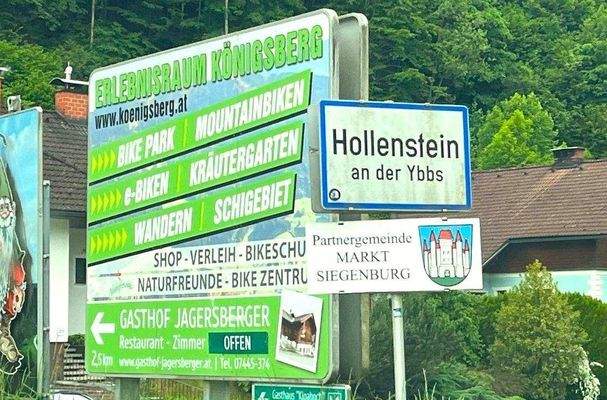 ERLEBNISRAUM KÖNIGSBERG
www.koenigsberg.at
BIKE PARK | MOUNTAINBIKEN
e-BIKEN | KRÄUTERGARTEN
WANDERN | SCHIGEBIET
SHOP - VERLEIH - BIKESCHU
NATURFREUNDE - BIKE ZENTRU
GASTHOF JAGERSBERGER
Restaurant - Zimmer OFFEN
2,5km www.gasthof-jagersberger.at | Tel. 07445-374
Hollenstein
an der Ybbs
Partnergemeinde
MARKT
SIEGENBURG
Gasthaus